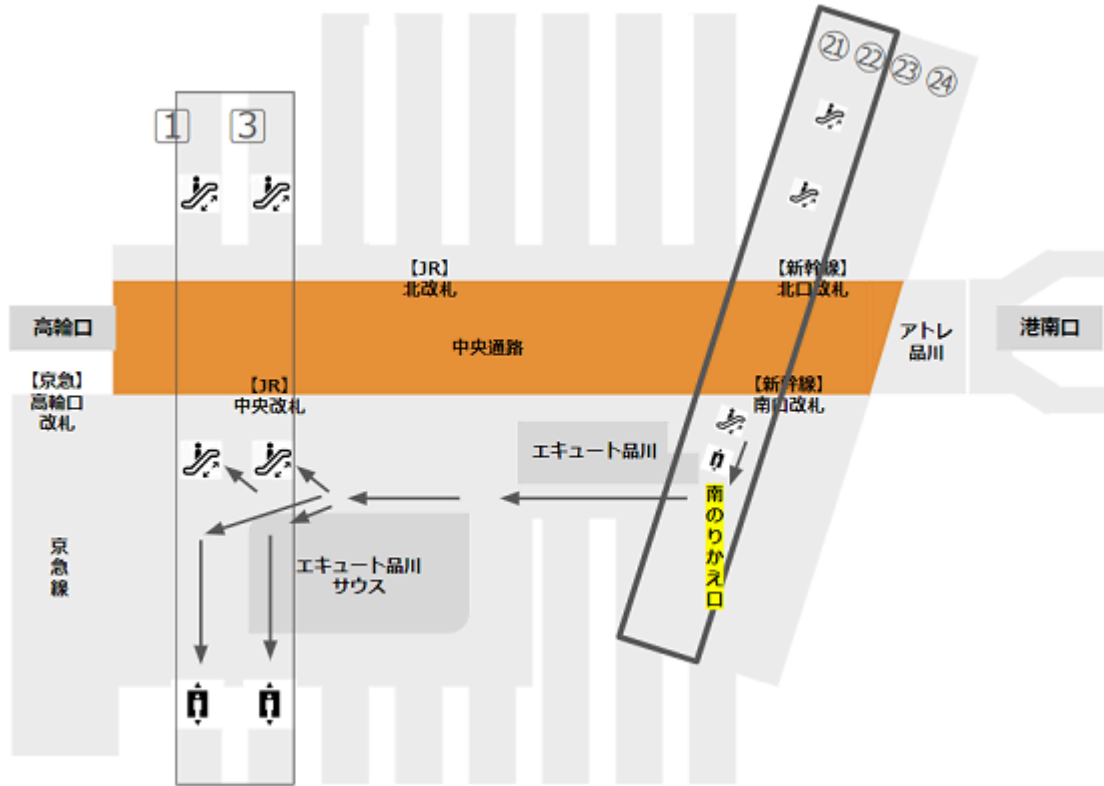 ㉑ ㉒ ㉓ ㉔
1 3
【JR】
北改札
【新幹線】
北口改札
高輪口
中央通路
アトレ
品川
港南口
【京急】
高輪口
改札
【JR】
中央改札
【新幹線】
南口改札
エキュート品川
南のりかえ口
京急線
エキュート品川
サウス